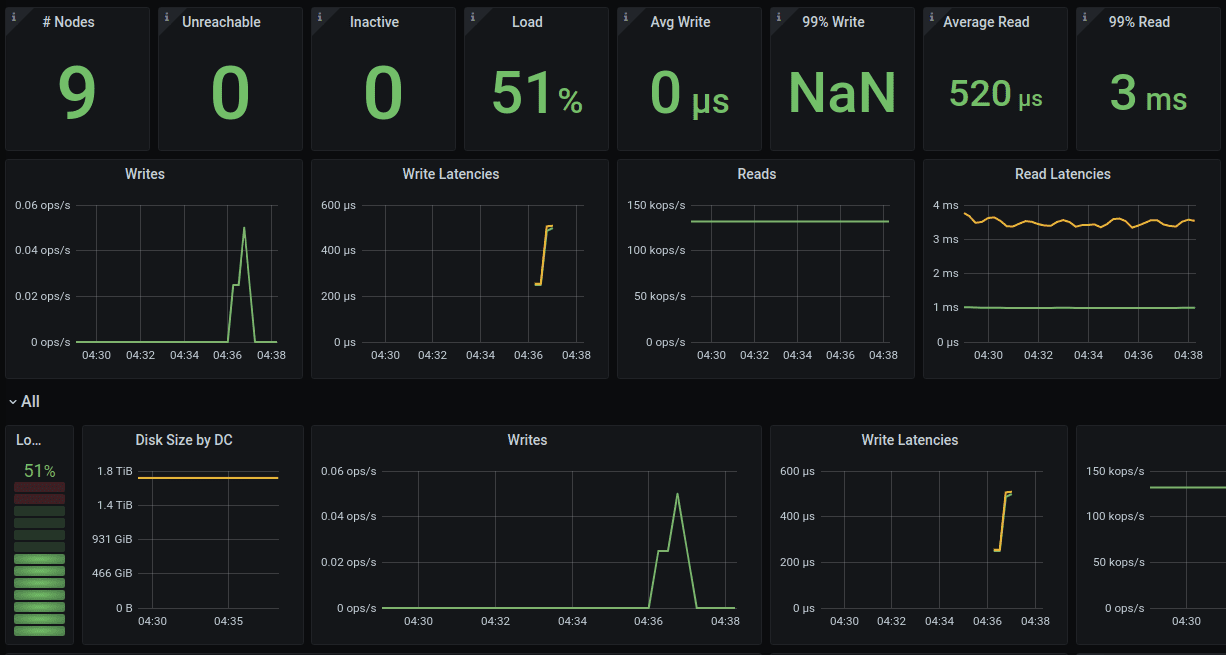 # Nodes
9
Unreachable
0
Inactive
0
Load
51%
Avg Write
0 µs
99% Write
NaN
Average Read
520 µs
99% Read
3 ms
Writes
0.06 ops/s
0.04 ops/s
0.02 ops/s
0 ops/s
04:30 04:32 04:34 04:36 04:38
Write Latencies
600 µs
400 µs
200 µs
0 µs
04:30 04:32 04:34 04:36 04:38
Reads
150 kops/s
100 kops/s
50 kops/s
0 ops/s
04:30 04:32 04:34 04:36 04:38
Read Latencies
4 ms
3 ms
2 ms
1 ms
0 µs
04:30 04:32 04:34 04:36 04:38
All
Lo...
51%
Disk Size by DC
1.8 TiB
1.4 TiB
931 GiB
466 GiB
0 B
04:30 04:35
Writes
0.06 ops/s
0.04 ops/s
0.02 ops/s
0 ops/s
04:30 04:32 04:34 04:36 04:38
Write Latencies
600 µs
400 µs
200 µs
0 µs
04:30 04:32 04:34 04:36 04:38
150 kops/s
100 kops/s
50 kops/s
0 ops/s
04:30